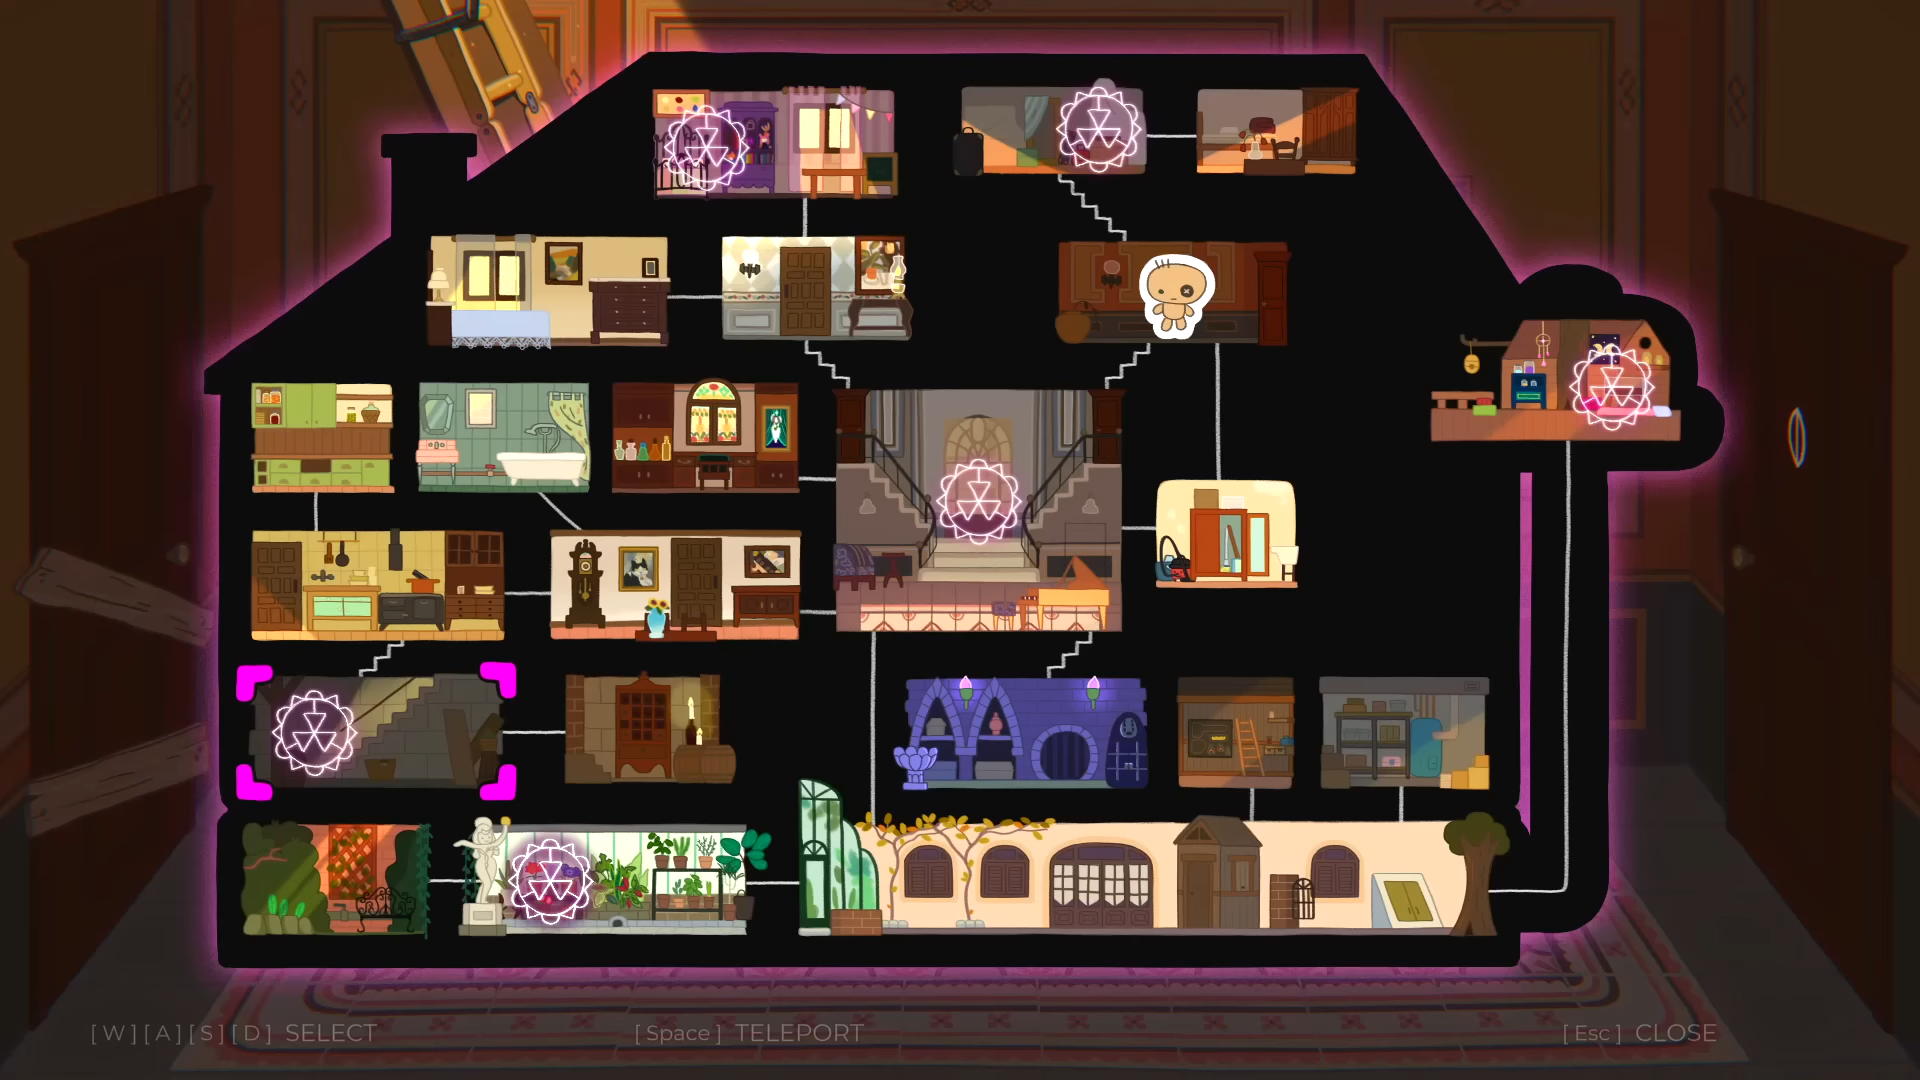 [ W ] [ A ] [ S ] [ D ] SELECT
[ Space ] TELEPORT
[ Esc ] CLOSE